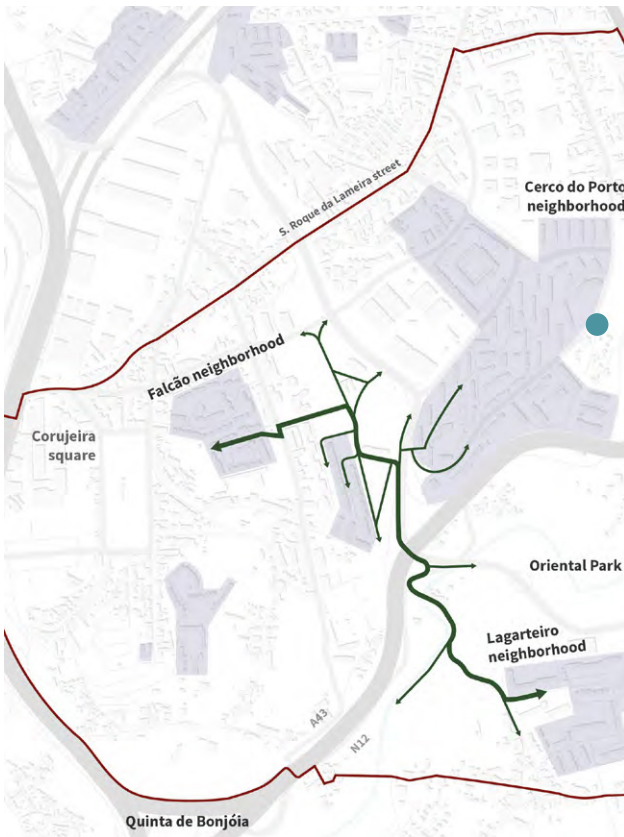 Cerco do Porto
neighborhood
S. Roque da Lameira street
Falcão neighborhood
Corujeira
square
Oriental Park
Lagarteiro
neighborhood
A43
N12
Quinta de Bonjóia